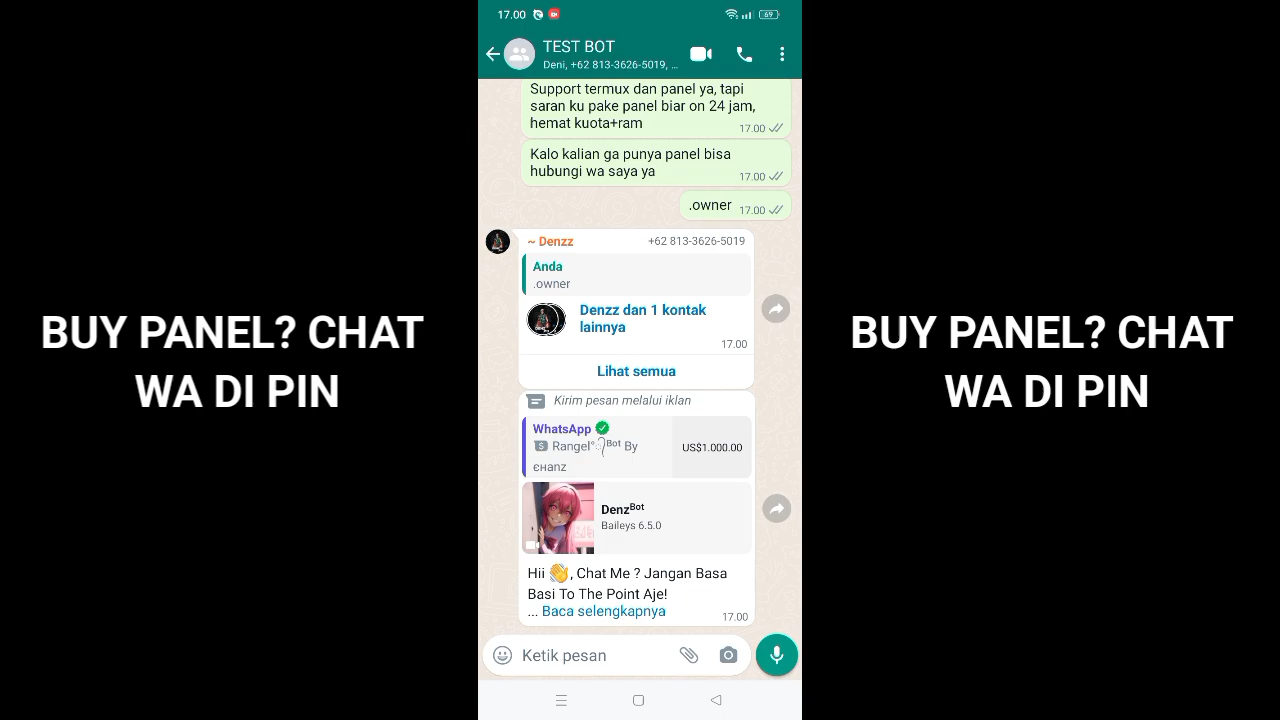 BUY PANEL? CHAT
WA DI PIN
17.00
69
TEST BOT
Deni, +62 813-3626-5019, ...
Support termux dan panel ya, tapi
saran ku pake panel biar on 24 jam,
hemat kuota+ram
17.00
Kalo kalian ga punya panel bisa
hubungi wa saya ya
17.00
.owner
17.00
~ Denzz
+62 813-3626-5019
Anda
.owner
Denzz dan 1 kontak
lainnya
17.00
Lihat semua
Kirim pesan melalui iklan
WhatsApp
Rangel Bot By
єнanz
US$1.000.00
DenzBot
Baileys 6.5.0
Hii 👋, Chat Me ? Jangan Basa
Basi To The Point Aje!
... Baca selengkapnya
17.00
Ketik pesan
BUY PANEL? CHAT
WA DI PIN